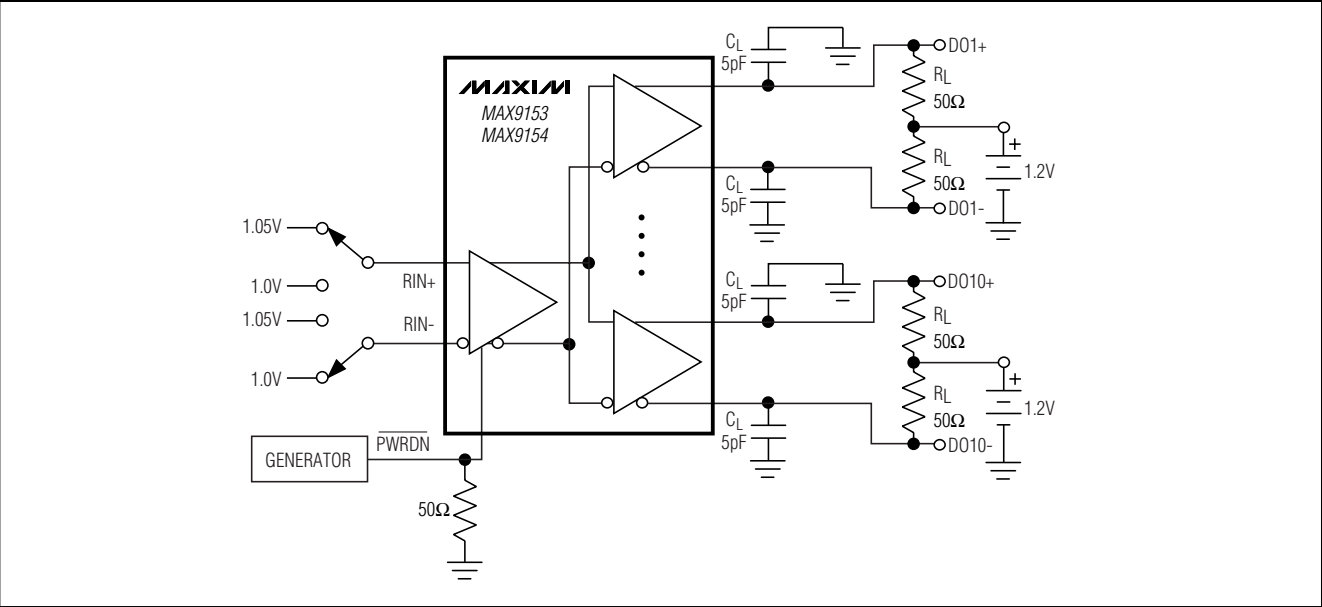 MAXIM
MAX9153
MAX9154
CL
5pF
DO1+
RL
50Ω
+
1.2V
RL
50Ω
CL
5pF
DO1-
1.05V
RIN+
1.0V
1.05V
RIN-
1.0V
CL
5pF
DO10+
RL
50Ω
+
1.2V
RL
50Ω
CL
5pF
DO10-
GENERATOR
PWRDN
50Ω